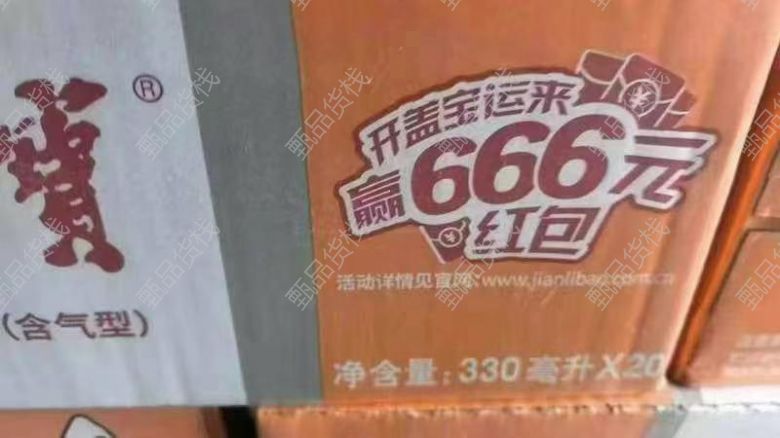 寳®
(含气型)
开盖宝运来
赢666元
红包
活动详情见官网:www.jianlibao.com.cn
净含量:330毫升X20
甄品货栈